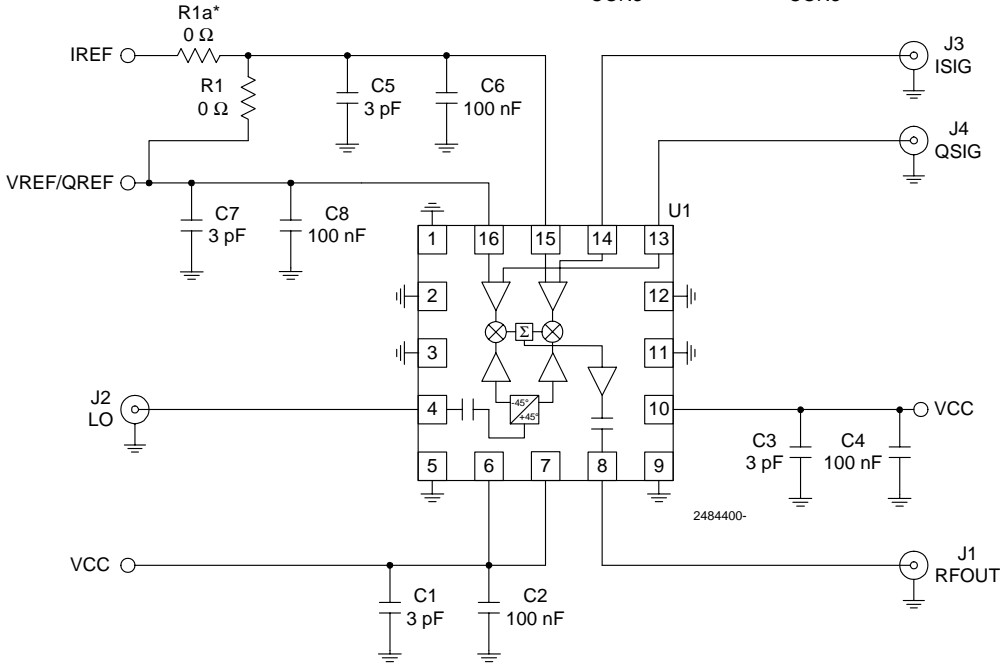 R1a*
0 Ω
IREF
R1
0 Ω
C5
3 pF
C6
100 nF
J3
ISIG
J4
QSIG
VREF/QREF
C7
3 pF
C8
100 nF
U1
1
16
15
14
13
2
12
3
11
Σ
-45°
+45°
J2
LO
4
10
VCC
C3
3 pF
C4
100 nF
5
6
7
8
9
2484400-
VCC
C1
3 pF
C2
100 nF
J1
RFOUT